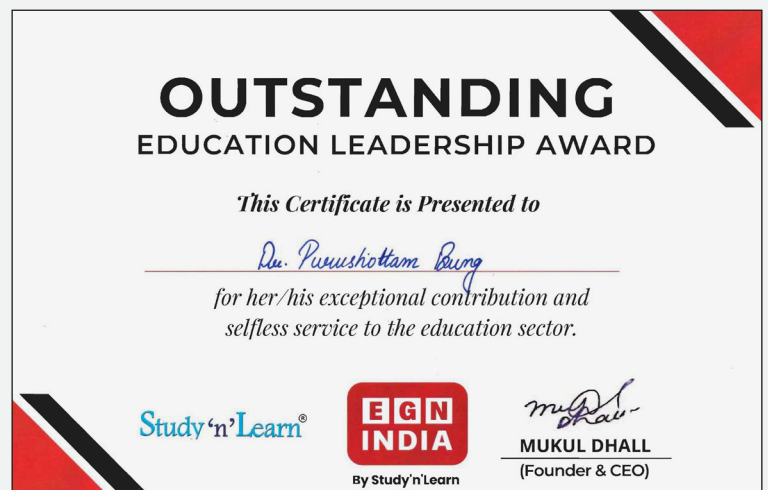 OUTSTANDING
EDUCATION LEADERSHIP AWARD
This Certificate is Presented to
Dr. Purushottam Bung
for her/his exceptional contribution and
selfless service to the education sector.
Study 'n' Learn®
EGN
INDIA
By Study'n'Learn
MUKUL DHALL
(Founder & CEO)